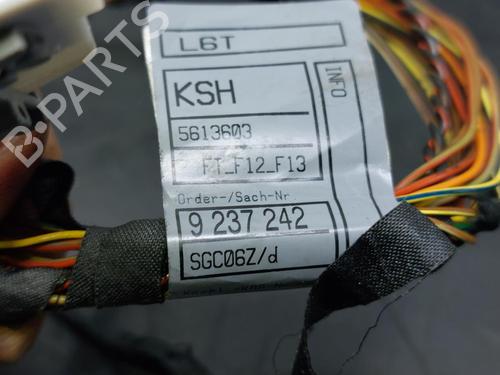 L6T
KSH
5613603
FT_F12_F13
Order-/Sach-Nr
9 237 242
SGC06Z/d
INFO
B-PARTS